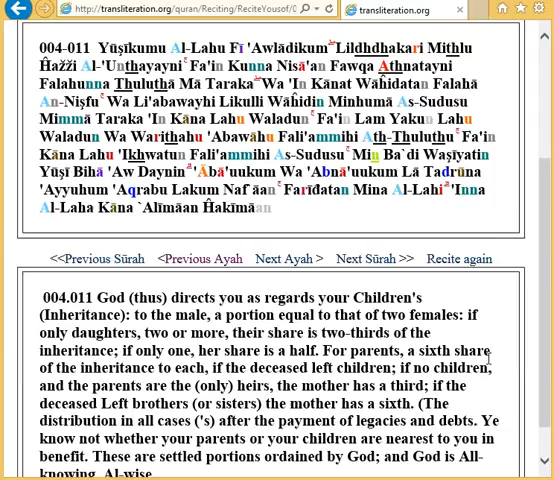 http://transliteration.org/quran/Reciting/RecitеYousof/0
transliteration.org
004-011 Yūşīkumu Al-Lahu Fī 'Awlādikum Lildhdhakari Mithlu
Ĥažži Al-'Unthayayni Fa'in Kunna Nisā'an Fawqa Athnatayni
Falahunna Thuluthā Mā Taraka Wa 'In Kānat Wāĥidatan Falahā
An-Nişfu Wa Li'abawayhi Likulli Wāĥidin Minhumā As-Sudusu
Mimmā Taraka 'In Kāna Lahu Waladun Fa'in Lam Yakun Lahu
Waladun Wa Warithahu 'Abawāhu Fali'ammihi Ath-Thuluthu Fa'in
Kāna Lahu 'Ikhwatun Fali'ammihi As-Sudusu Min Ba`di Waşīyatin
Yūşī Bihā 'Aw Daynin 'Ābā'uukum Wa 'Abnā'uukum Lā Tadrūna
'Ayyuhum 'Aqrabu Lakum Naf`āan Farīđatan Mina Al-Lahi 'Inna
Al-Laha Kāna `Alīmāan Ĥakīmāan
<<Previous Sūrah <Previous Ayah Next Ayah > Next Sūrah >> Recite again
004.011 God (thus) directs you as regards your Children's
(Inheritance): to the male, a portion equal to that of two females: if
only daughters, two or more, their share is two-thirds of the
inheritance; if only one, her share is a half. For parents, a sixth share
of the inheritance to each, if the deceased left children; if no children,
and the parents are the (only) heirs, the mother has a third; if the
deceased Left brothers (or sisters) the mother has a sixth. (The
distribution in all cases ('s) after the payment of legacies and debts. Ye
know not whether your parents or your children are nearest to you in
benefit. These are settled portions ordained by God; and God is All-
knowing, Al-wise